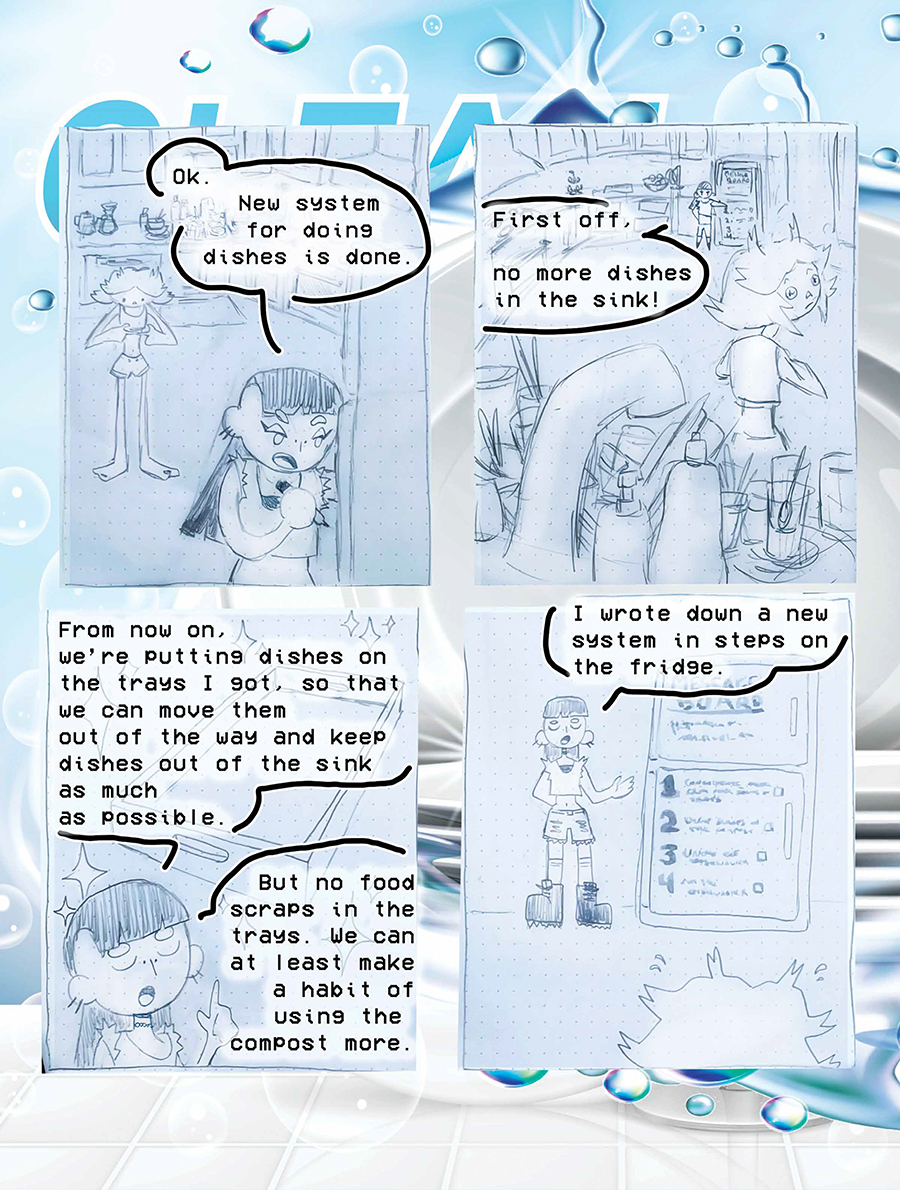 CLEAN
Ok.
New system
for doing
dishes is done.
First off,
no more dishes
in the sink!
From now on,
we're putting dishes on
the trays I got, so that
we can move them
out of the way and keep
dishes out of the sink
as much
as possible.
But no food
scraps in the
trays. We can
at least make
a habit of
using the
compost more.
I wrote down a new
system in steps on
the fridge.
MESSAGE
BOARD
1
2
3
4